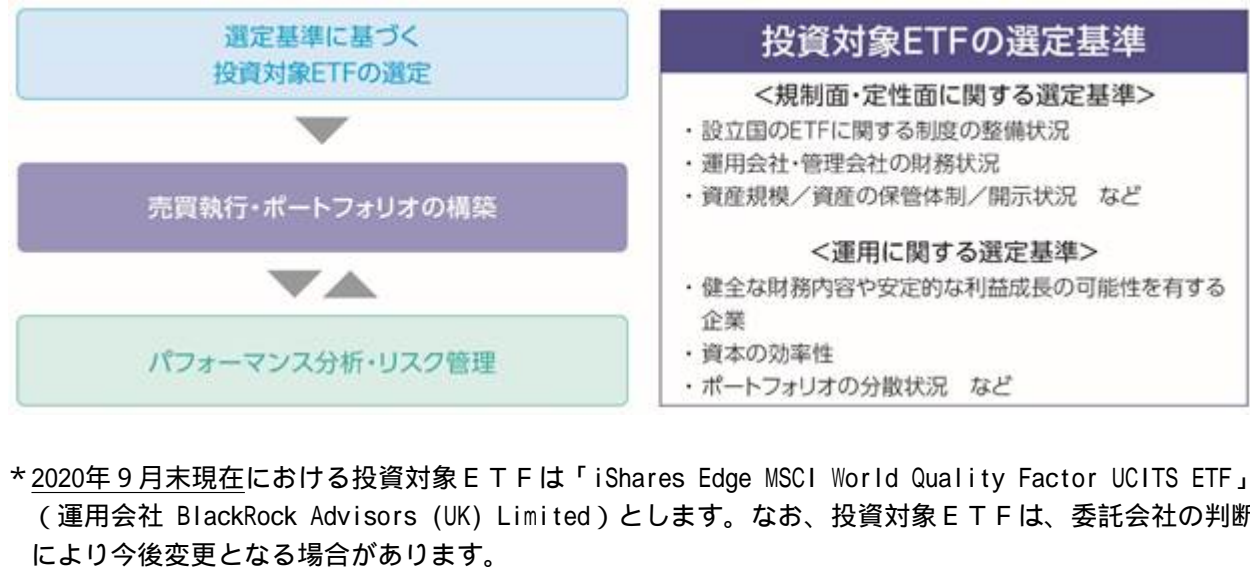 選定基準に基づく
投資対象ETFの選定
売買執行・ポートフォリオの構築
パフォーマンス分析・リスク管理
投資対象ETFの選定基準
<規制面・定性面に関する選定基準>
・設立国のETFに関する制度の整備状況
・運用会社・管理会社の財務状況
・資産規模／資産の保管体制／開示状況　など
<運用に関する選定基準>
・健全な財務内容や安定的な利益成長の可能性を有する
企業
・資本の効率性
・ポートフォリオの分散状況　など
＊2020年９月末現在における投資対象ＥＴＦは「iShares Edge MSCI World Quality Factor UCITS ETF」
（運用会社 BlackRock Advisors (UK) Limited）とします。なお、投資対象ＥＴＦは、委託会社の判断
により今後変更となる場合があります。